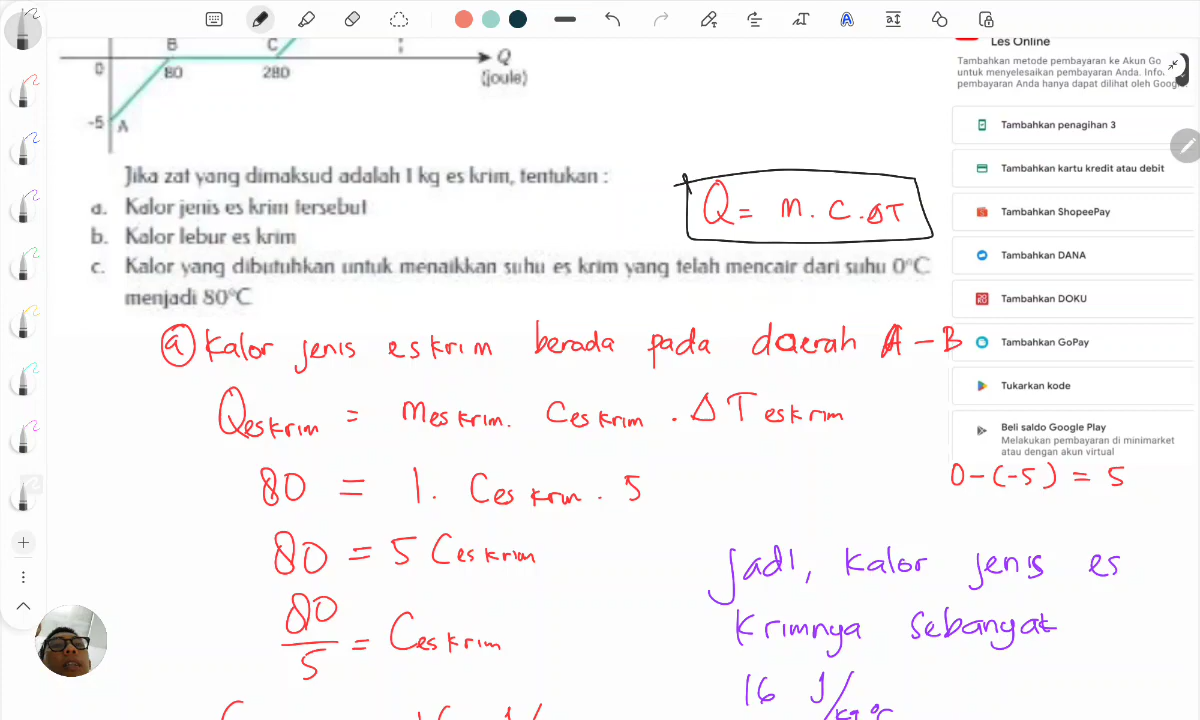 B C
0 80 280 Q
(joule)
-5 A
Jika zat yang dimaksud adalah 1 kg es krim, tentukan :
a. Kalor jenis es krim tersebut
b. Kalor lebur es krim
c. Kalor yang dibutuhkan untuk menaikkan suhu es krim yang telah mencair dari suhu 0°C
menjadi 80°C
Q = m. c. ΔT
Les Online
Tambahkan metode pembayaran ke Akun Go
untuk menyelesaikan pembayaran Anda.
pembayaran Anda hanya dapat dilihat oleh
Tambahkan penagihan 3
Tambahkan kartu kredit atau debit
Tambahkan ShopeePay
Tambahkan DANA
Tambahkan DOKU
Tambahkan GoPay
Tukarkan kode
Beli saldo Google Play
Melakukan pembayaran di minimarket
atau dengan akun virtual
a kalor jenis eskrim berada pada daerah A - B
Qeskrim = meskrim. Ceskrim . ΔT eskrim
80 = 1. Ceskrim . 5
0-(-5) = 5
80 = 5 Ceskrim
80/5 = Ceskrim
Jadi, kalor jenis es
krimnya sebanyak
16 J/kg°C